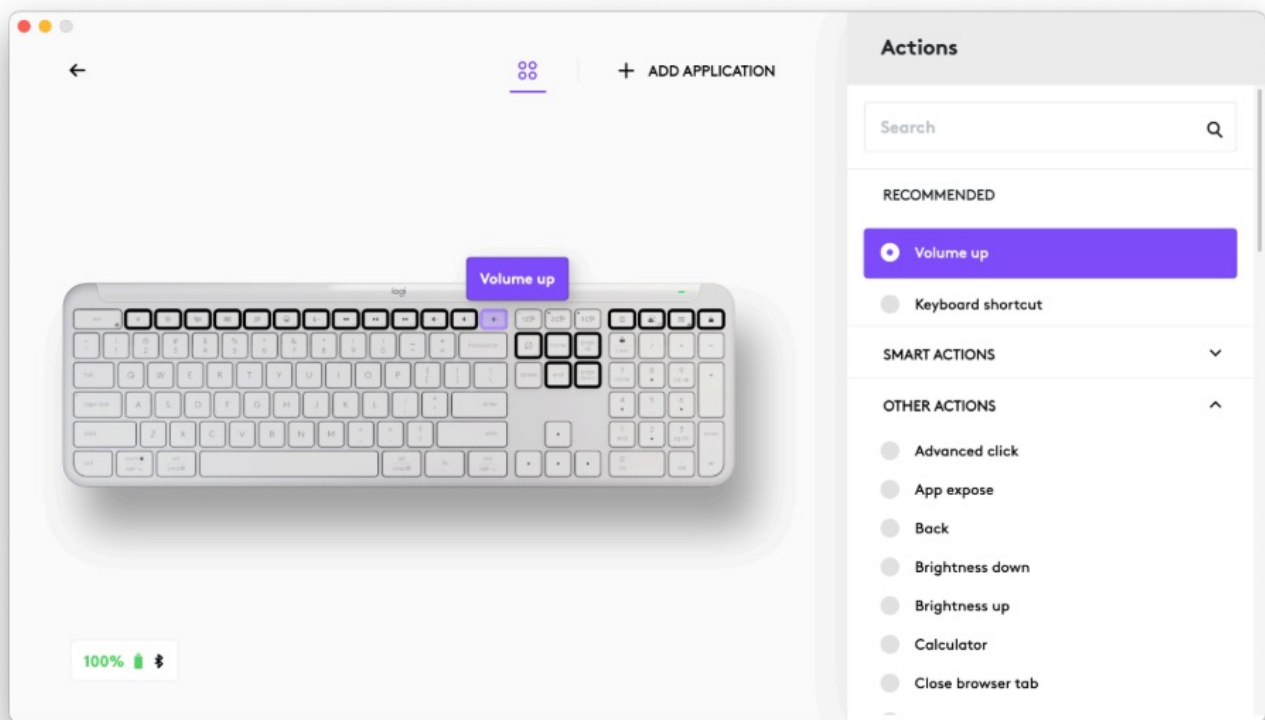 ADD APPLICATION
Actions
Search
RECOMMENDED
Volume up
Keyboard shortcut
SMART ACTIONS
OTHER ACTIONS
Advanced click
App expose
Back
Brightness down
Brightness up
Calculator
Close browser tab
Volume up
logi
Q W E R T Y U I O P
A S D F G H J K L
Z X C V B N M
100%